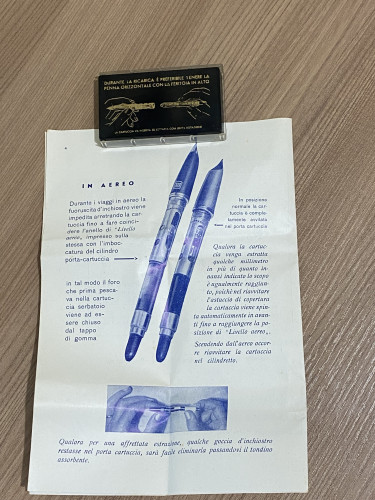 DURANTE LA RICARICA È PREFERIBILE TENERE LA
PENNA ORIZZONTALE CON LA FERITOIA IN ALTO
IN AEREO
Durante i viaggi in aereo la
fuoruscita d'inchiostro viene
impedita arretrando la car-
tuccia fino a fare coinci-
dere l'anello di "Livello
aereo„ impresso sulla
stessa con l'imboc-
catura del cilindro
porta-cartuccia
in tal modo il foro
che prima pesca-
va nella cartuc-
cia serbatoio
viene ad es-
sere chiuso
dal tappo
di gomma
In posizione
normale la car-
tuccia è comple-
tamente avvitata
nel porta cartuccia
Qualora la cartuc-
cia venga estratta
qualche millimetro
in più di quanto in-
nanzi indicato lo scopo
è egualmente raggiun-
to, poichè nel riavvitare
l'astuccio di copertura
la cartuccia viene spin-
ta automaticamente in avan-
ti fino a raggiungere la po-
sizione di "Livello aereo„.
Scendendo dall'aereo occor-
re riavvitare la cartuccia
nel cilindretto.
Qualora per una affrettata estrazione, qualche goccia d'inchiostro
restasse nel porta cartuccia, sarà facile eliminarla passandovi il tondino
assorbente.